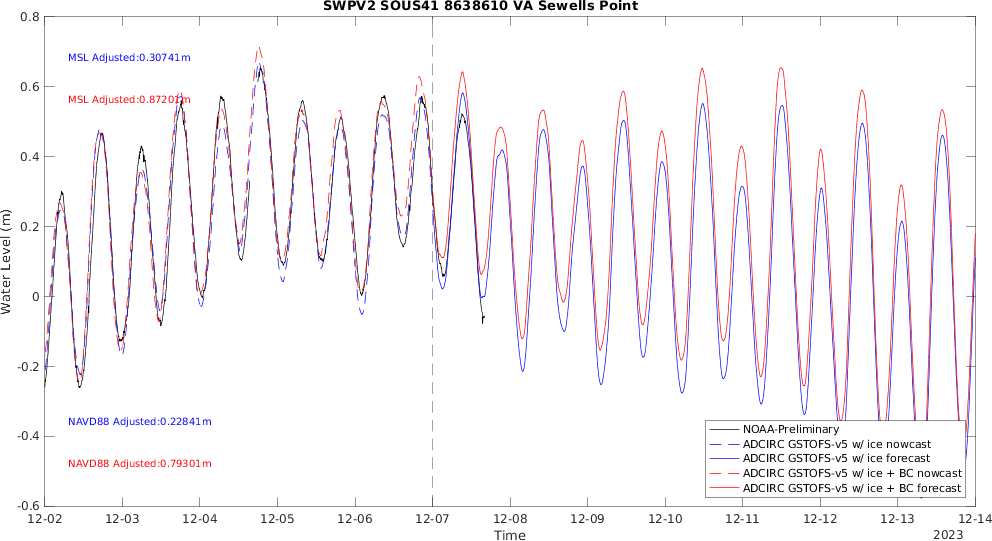 SWPV2 SOUS41 8638610 VA Sewells Point
0.8
0.6
0.4
0.2
0
-0.2
-0.4
-0.6
Water Level (m)
MSL Adjusted:0.30741m
MSL Adjusted:0.87201m
NAVD88 Adjusted:0.22841m
NAVD88 Adjusted:0.79301m
NOAA-Preliminary
ADCIRC GSTOFS-v5 w/ ice nowcast
ADCIRC GSTOFS-v5 w/ ice forecast
ADCIRC GSTOFS-v5 w/ ice + BC nowcast
ADCIRC GSTOFS-v5 w/ ice + BC forecast
12-02 12-03 12-04 12-05 12-06 12-07 12-08 12-09 12-10 12-11 12-12 12-13 12-14
Time
2023